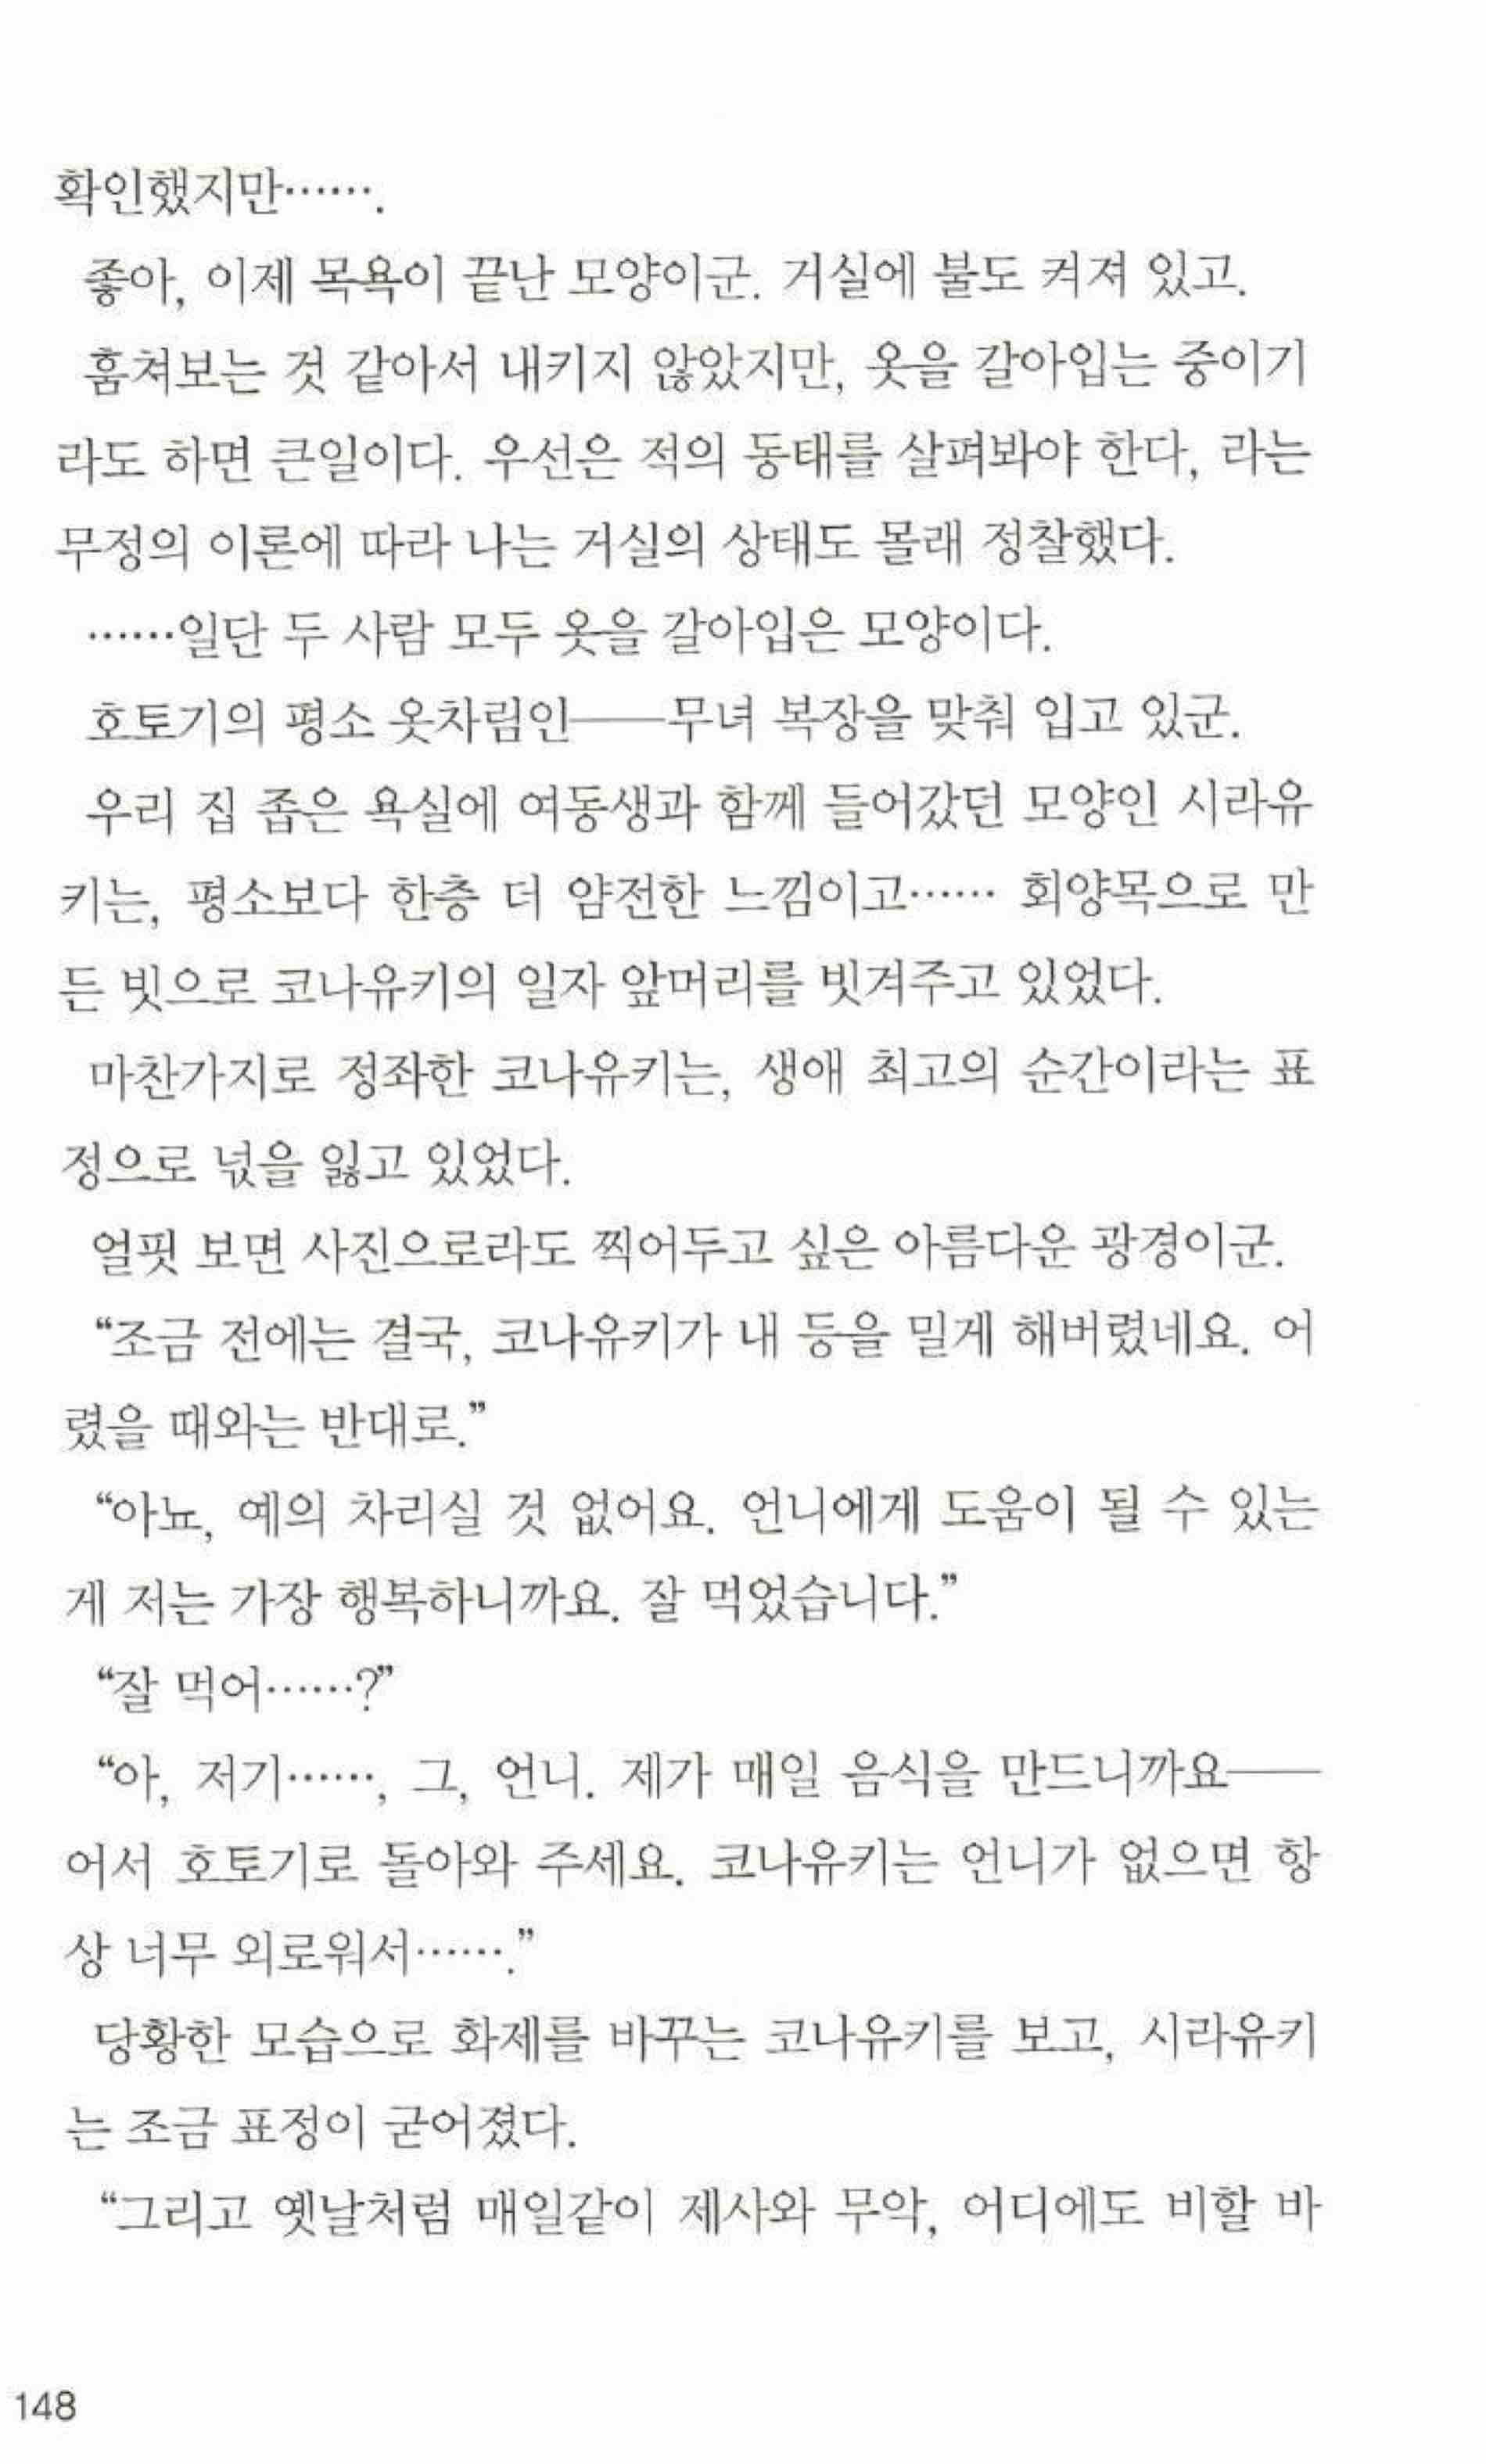 확인했지만…….
좋아, 이제 목욕이 끝난 모양이군. 거실에 불도 켜져 있고.
훔쳐보는 것 같아서 내키지 않았지만, 옷을 갈아입는 중이기
라도 하면 큰일이다. 우선은 적의 동태를 살펴봐야 한다, 라는
무정의 이론에 따라 나는 거실의 상태도 몰래 정찰했다.
……일단 두 사람 모두 옷을 갈아입은 모양이다.
호토기의 평소 옷차림인──무녀 복장을 맞춰 입고 있군.
우리 집 좁은 욕실에 여동생과 함께 들어갔던 모양인 시라유
키는, 평소보다 한층 더 얌전한 느낌이고…… 회양목으로 만
든 빗으로 코나유키의 일자 앞머리를 빗겨주고 있었다.
마찬가지로 정좌한 코나유키는, 생애 최고의 순간이라는 표
정으로 넋을 잃고 있었다.
얼핏 보면 사진으로라도 찍어두고 싶은 아름다운 광경이군.
“조금 전에는 결국, 코나유키가 내 등을 밀게 해버렸네요. 어
렸을 때와는 반대로.”
“아뇨, 예의 차리실 것 없어요. 언니에게 도움이 될 수 있는
게 저는 가장 행복하니까요. 잘 먹었습니다.”
“잘 먹어……?”
“아, 저기……, 그, 언니. 제가 매일 음식을 만드니까요──
어서 호토기로 돌아와 주세요. 코나유키는 언니가 없으면 항
상 너무 외로워서…….”
당황한 모습으로 화제를 바꾸는 코나유키를 보고, 시라유키
는 조금 표정이 굳어졌다.
“그리고 옛날처럼 매일같이 제사와 무악, 어디에도 비할 바
148